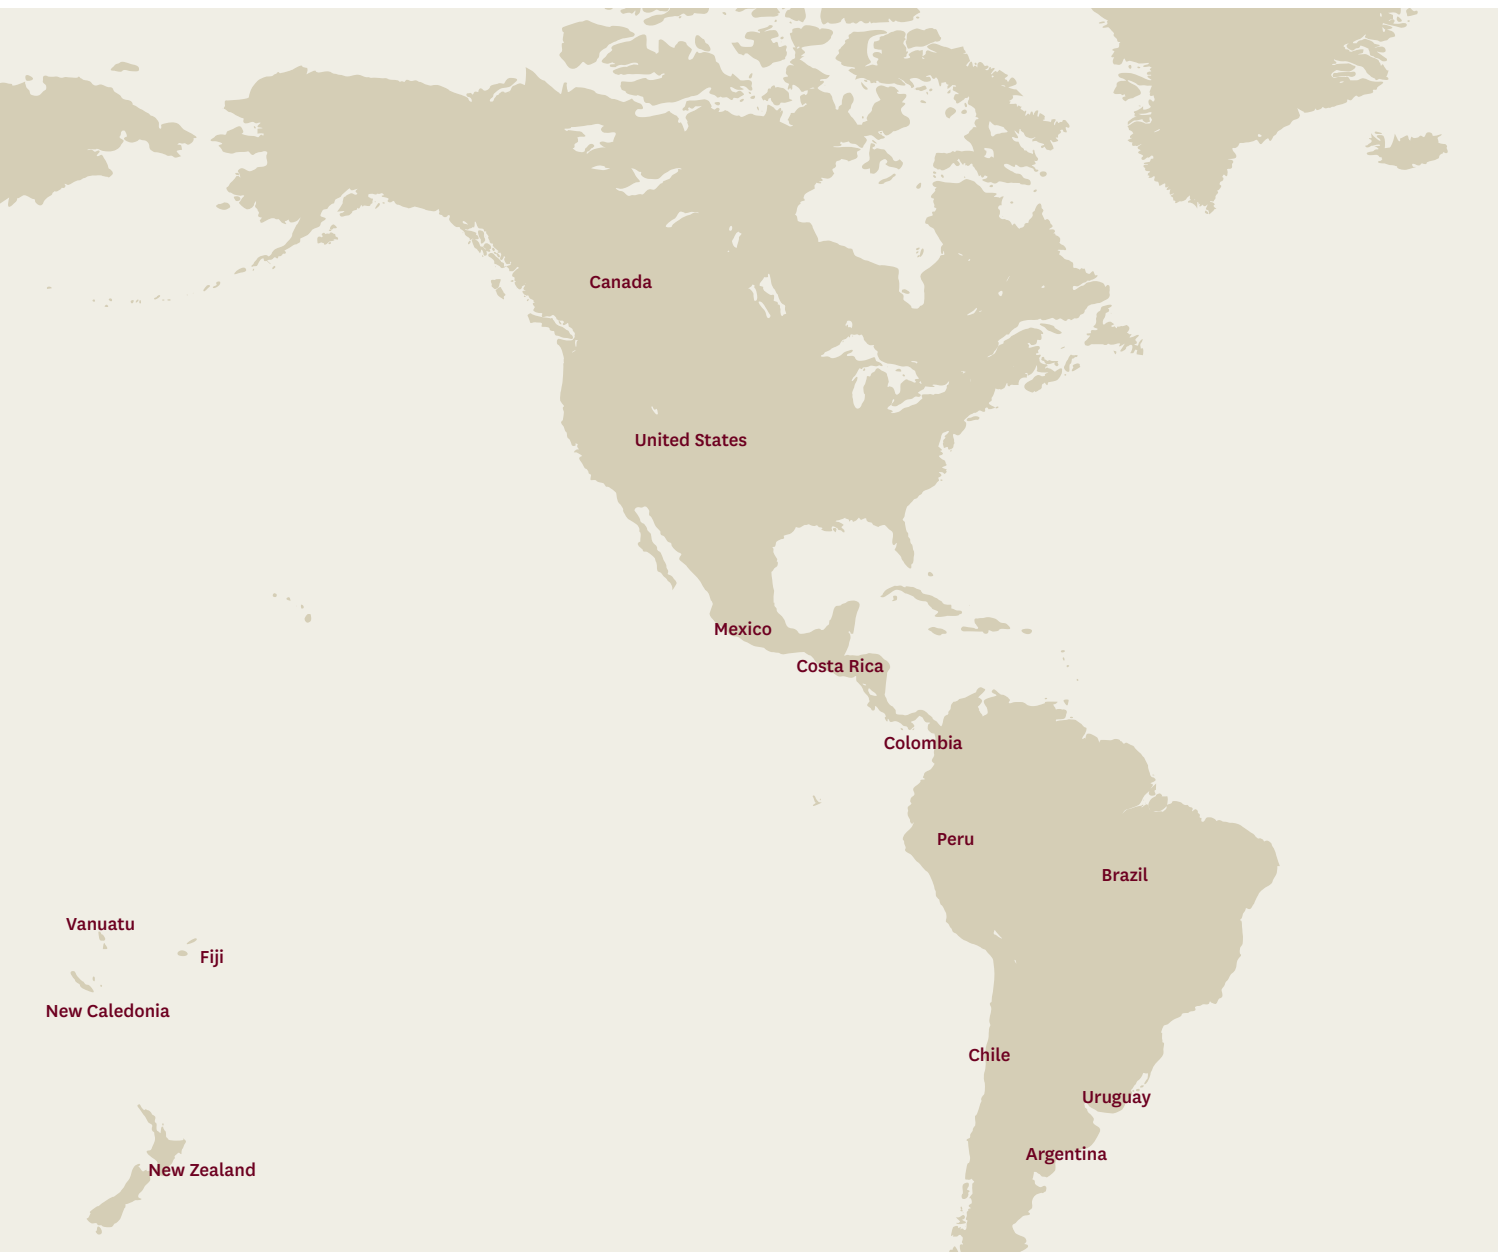 Canada
United States
Mexico
Costa Rica
Colombia
Peru
Brazil
Vanuatu
Fiji
New Caledonia
Chile
Uruguay
Argentina
New Zealand